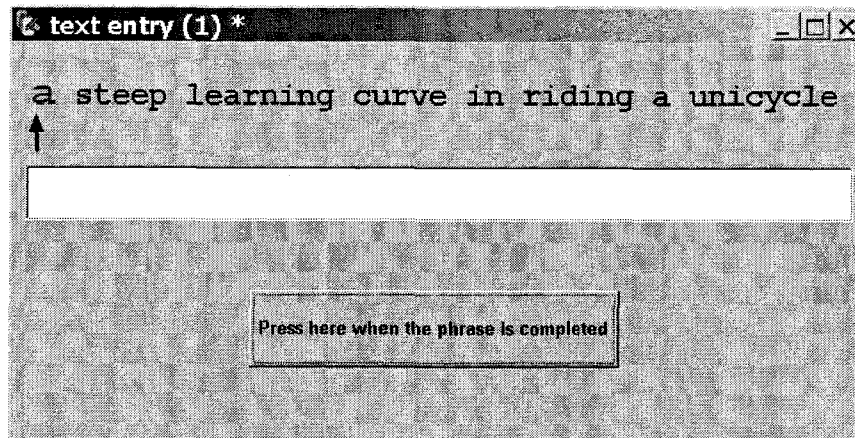 text entry (1) *
a steep learning curve in riding a unicycle
Press here when the phrase is completed